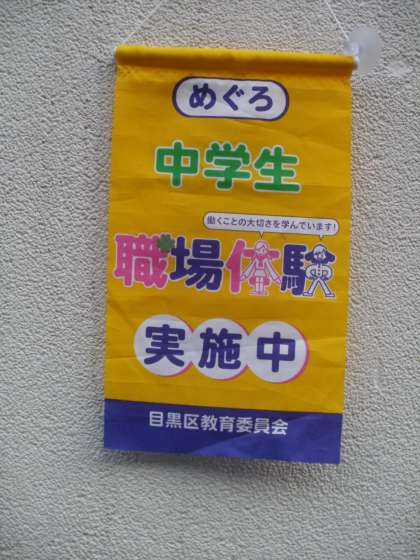 めぐろ
中学生
働くことの大切さを学んでいます!
職場体験
実施中
目黒区教育委員会